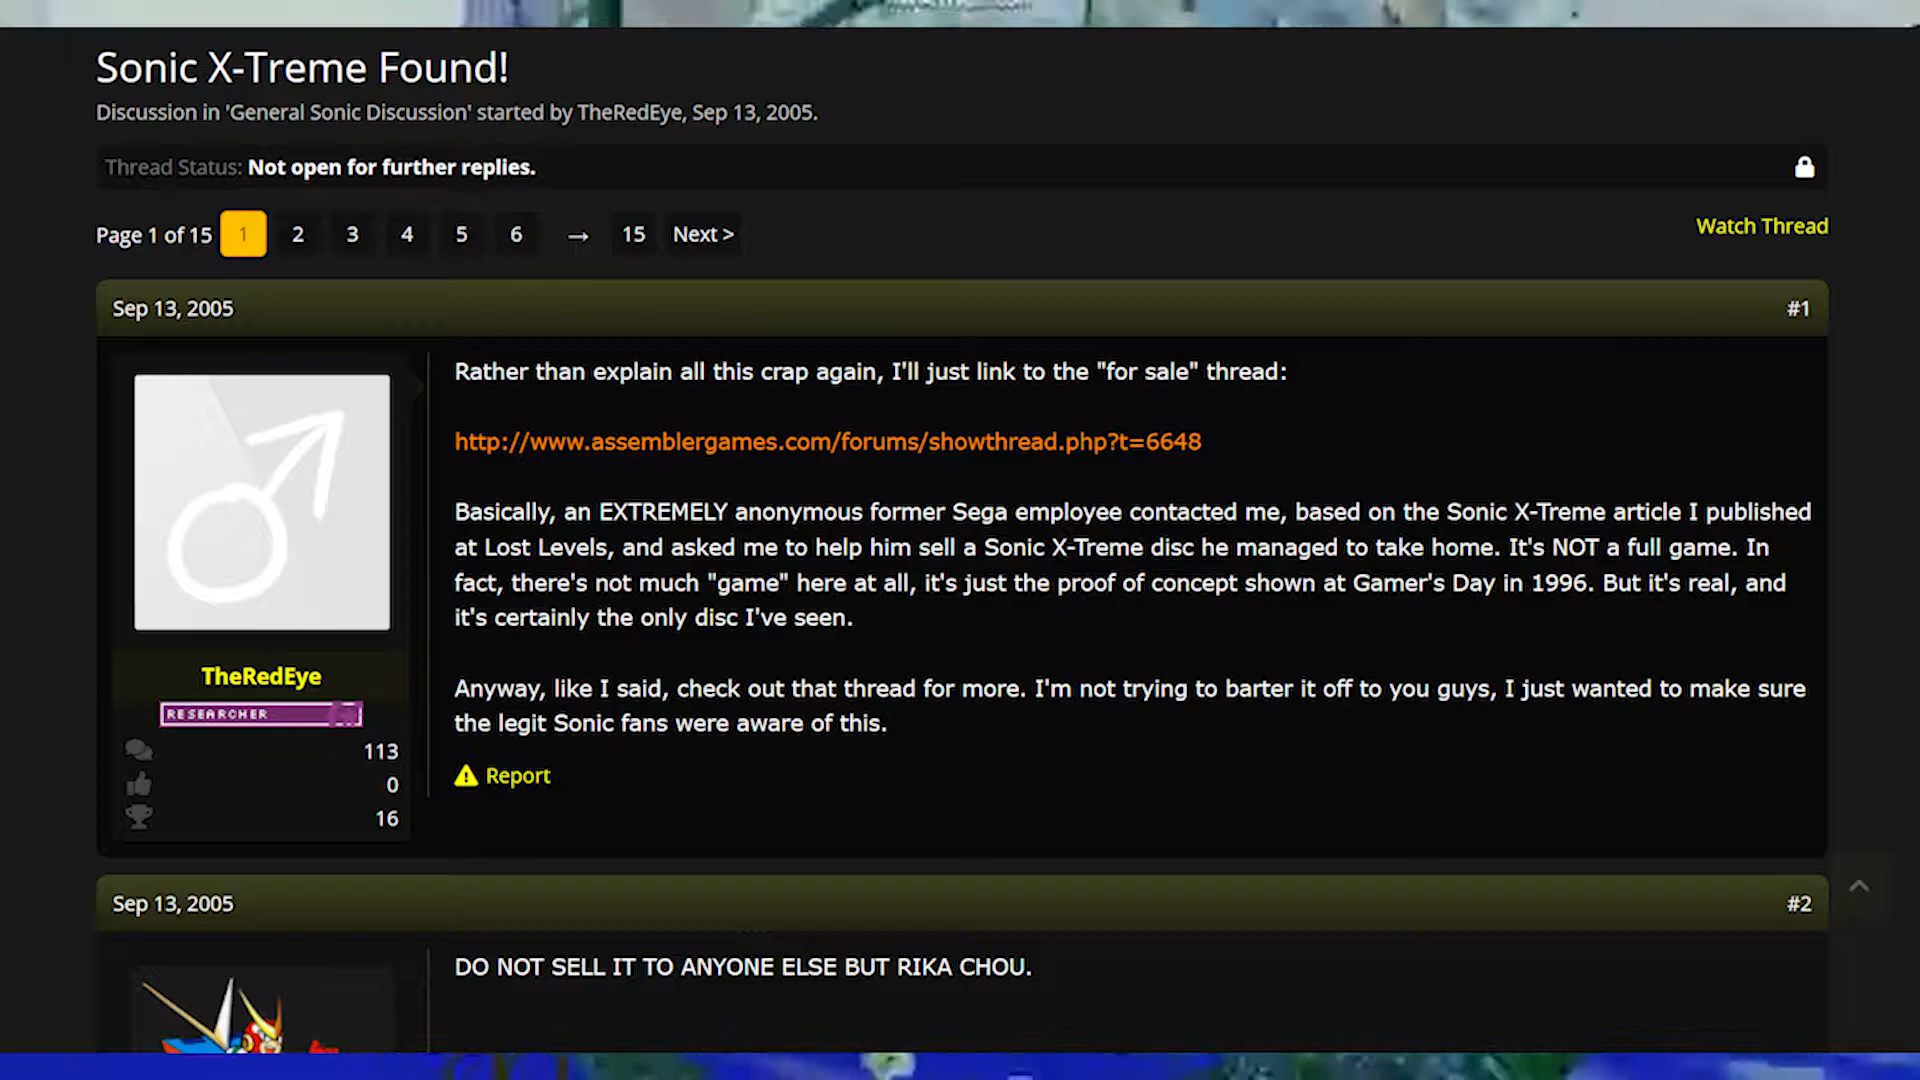 Sonic X-Treme Found!
Discussion in 'General Sonic Discussion' started by TheRedEye, Sep 13, 2005.
Thread Status: Not open for further replies.
Page 1 of 15 1 2 3 4 5 6 → 15 Next >
Watch Thread
Sep 13, 2005 #1
Rather than explain all this crap again, I'll just link to the "for sale" thread:
http://www.assemblergames.com/forums/showthread.php?t=6648
Basically, an EXTREMELY anonymous former Sega employee contacted me, based on the Sonic X-Treme article I published
at Lost Levels, and asked me to help him sell a Sonic X-Treme disc he managed to take home. It's NOT a full game. In
fact, there's not much "game" here at all, it's just the proof of concept shown at Gamer's Day in 1996. But it's real, and
it's certainly the only disc I've seen.
Anyway, like I said, check out that thread for more. I'm not trying to barter it off to you guys, I just wanted to make sure
the legit Sonic fans were aware of this.
Report
TheRedEye
RESEARCHER
113
0
16
Sep 13, 2005 #2
DO NOT SELL IT TO ANYONE ELSE BUT RIKA CHOU.